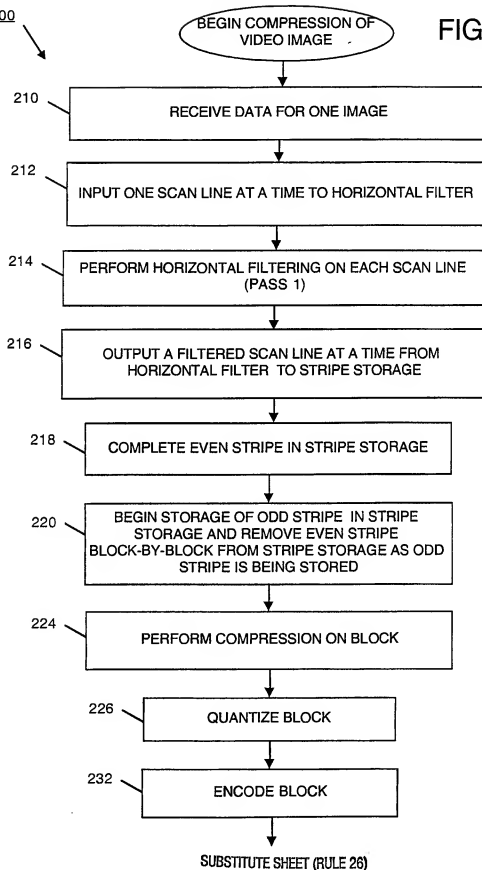 00
BEGIN COMPRESSION OF
VIDEO IMAGE
FIG
210
RECEIVE DATA FOR ONE IMAGE
212
INPUT ONE SCAN LINE AT A TIME TO HORIZONTAL FILTER
214
PERFORM HORIZONTAL FILTERING ON EACH SCAN LINE
(PASS 1)
216
OUTPUT A FILTERED SCAN LINE AT A TIME FROM
HORIZONTAL FILTER TO STRIPE STORAGE
218
COMPLETE EVEN STRIPE IN STRIPE STORAGE
220
BEGIN STORAGE OF ODD STRIPE IN STRIPE
STORAGE AND REMOVE EVEN STRIPE
BLOCK-BY-BLOCK FROM STRIPE STORAGE AS ODD
STRIPE IS BEING STORED
224
PERFORM COMPRESSION ON BLOCK
226
QUANTIZE BLOCK
232
ENCODE BLOCK
SUBSTITUTE SHEET (RULE 26)